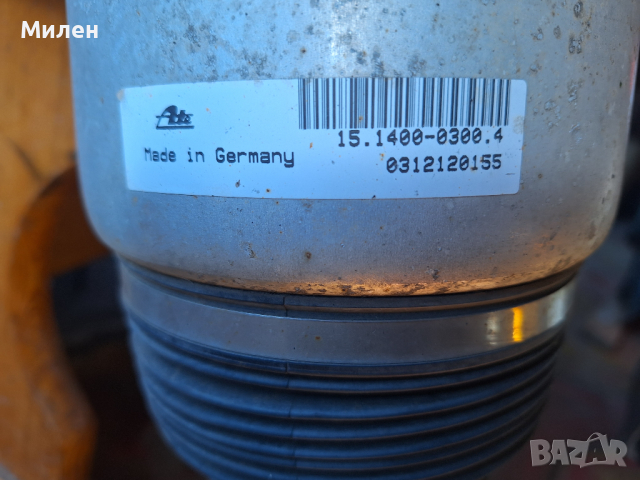 Милен
Ate
15.1400-0300.4
Made in Germany
0312120155
BAZAR